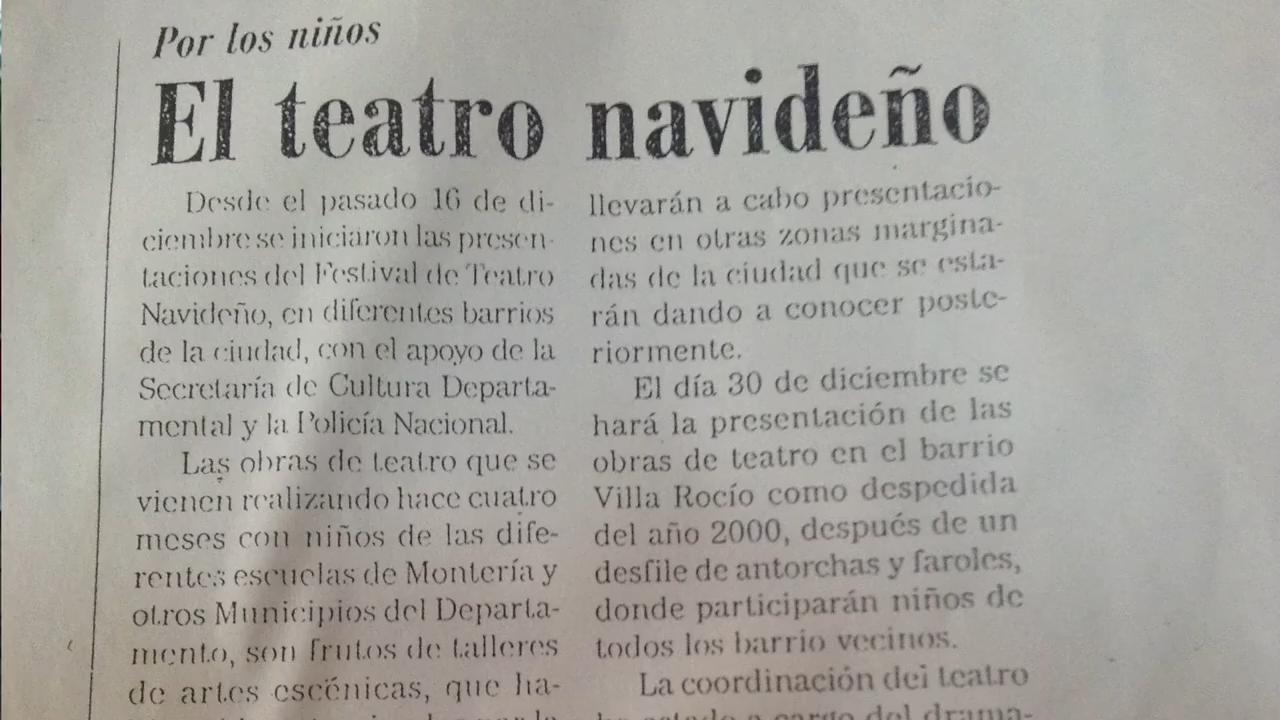 Por los niños
El teatro navideño
Desde el pasado 16 de di-
ciembre se iniciaron las presen-
taciones del Festival de Teatro
Navideño, en diferentes barrios
de la ciudad, con el apoyo de la
Secretaría de Cultura Departa-
mental y la Policía Nacional.
Las obras de teatro que se
vienen realizando hace cuatro
meses con niños de las dife-
rentes escuelas de Montería y
otros Municipios del Departa-
mento, son frutos de talleres
de artes escénicas, que ha-
llevarán a cabo presentacio-
nes en otras zonas margina-
das de la ciudad que se esta-
rán dando a conocer poste-
riormente.
El día 30 de diciembre se
hará la presentación de las
obras de teatro en el barrio
Villa Rocío como despedida
del año 2000, después de un
desfile de antorchas y faroles,
donde participarán niños de
todos los barrio vecinos.
La coordinación del teatro
ha estado a cargo del drama-